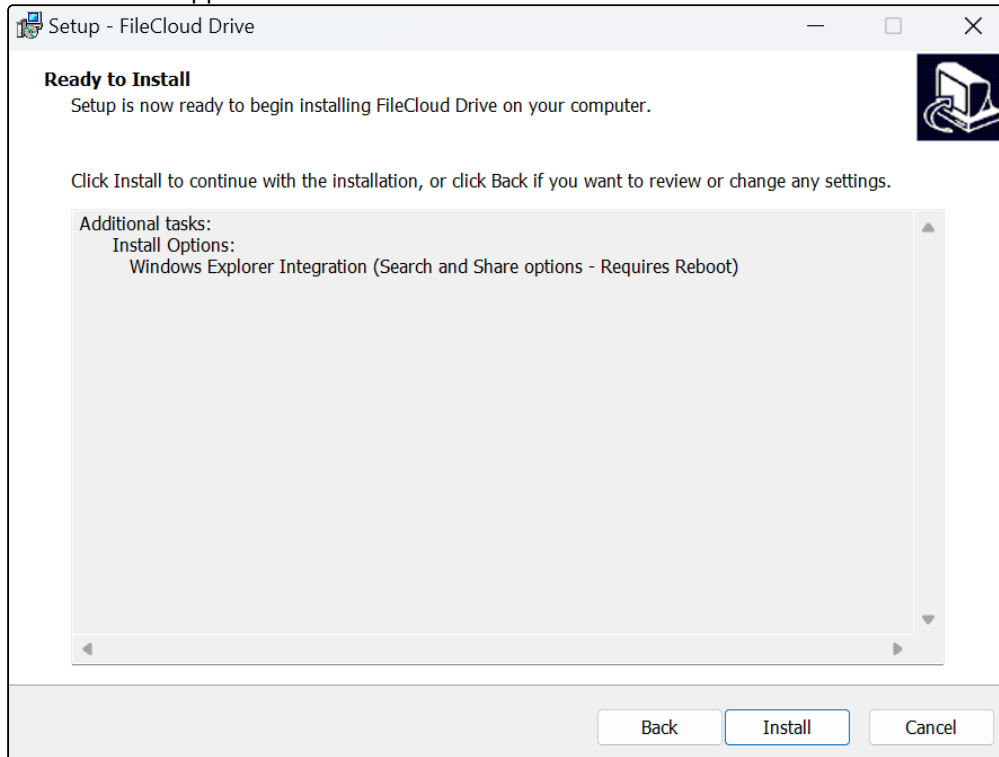 Setup - FileCloud Drive
Ready to Install
Setup is now ready to begin installing FileCloud Drive on your computer.
Click Install to continue with the installation, or click Back if you want to review or change any settings.
Additional tasks:
Install Options:
Windows Explorer Integration (Search and Share options - Requires Reboot)
Back Install Cancel